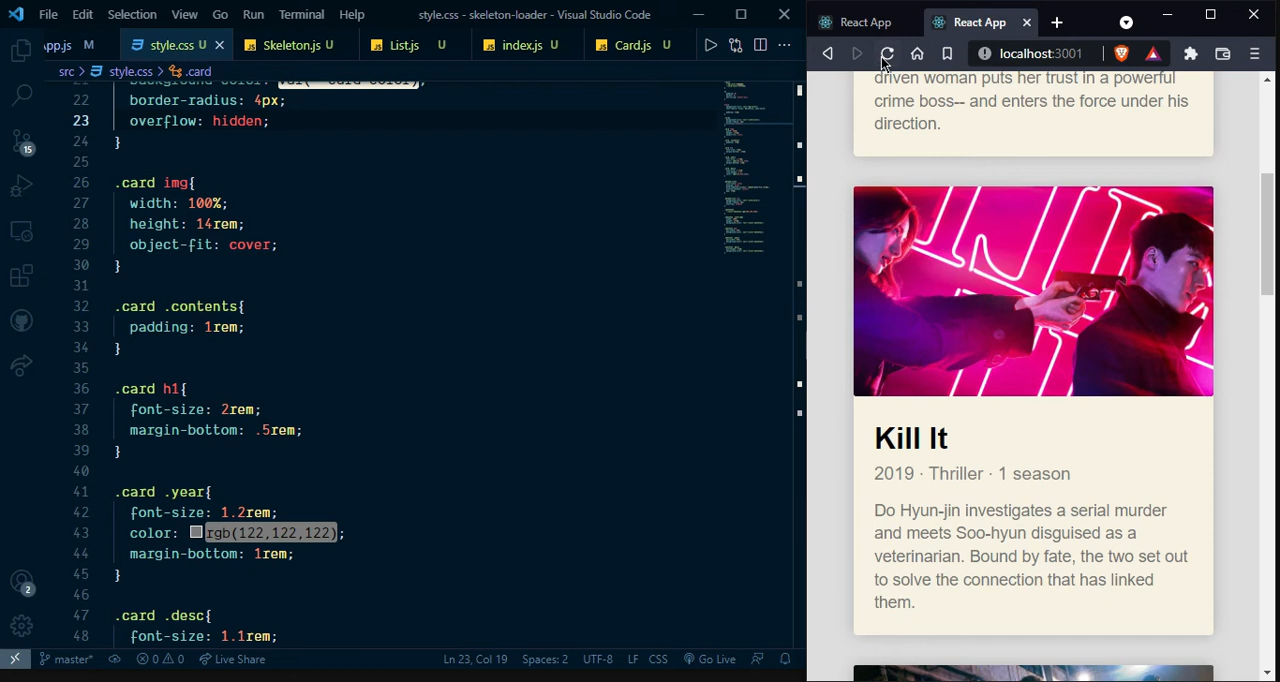 File Edit Selection View Go Run Terminal Help
style.css - skeleton-loader - Visual Studio Code
App.js M style.css U Skeleton.js U List.js U index.js U Card.js U
src > style.css > .card
22 border-radius: 4px;
23 overflow: hidden;
24 }
25
26 .card img{
27 width: 100%;
28 height: 14rem;
29 object-fit: cover;
30 }
31
32 .card .contents{
33 padding: 1rem;
34 }
35
36 .card h1{
37 font-size: 2rem;
38 margin-bottom: .5rem;
39 }
40
41 .card .year{
42 font-size: 1.2rem;
43 color: rgb(122,122,122);
44 margin-bottom: 1rem;
45 }
46
47 .card .desc{
48 font-size: 1.1rem;
15
2
master* 0 0 Live Share Ln 23, Col 19 Spaces: 2 UTF-8 LF CSS Go Live
React App React App
localhost:3001
driven woman puts her trust in a powerful
crime boss-- and enters the force under his
direction.
Kill It
2019 · Thriller · 1 season
Do Hyun-jin investigates a serial murder
and meets Soo-hyun disguised as a
veterinarian. Bound by fate, the two set out
to solve the connection that has linked
them.